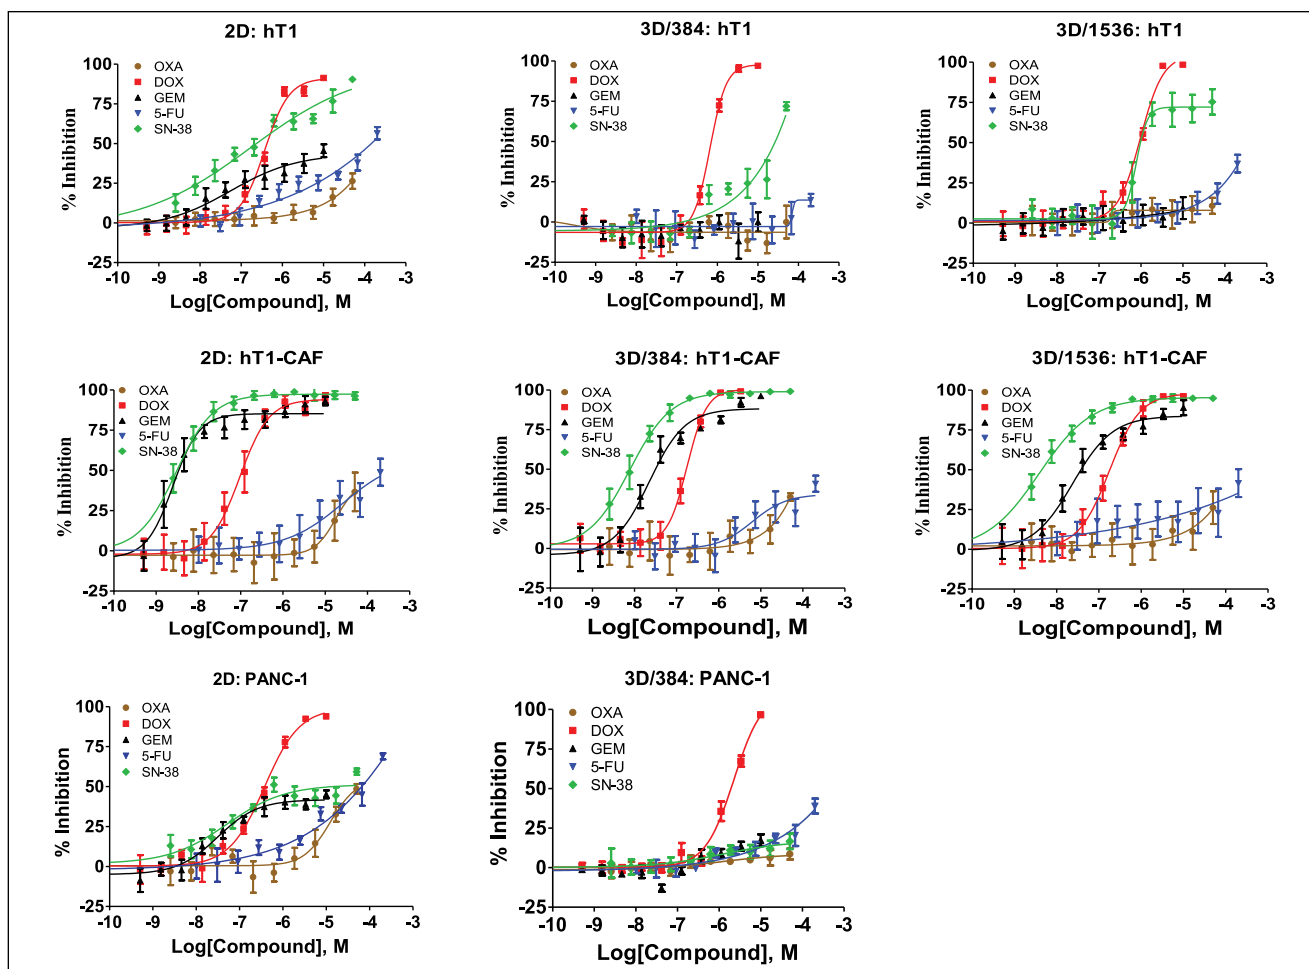 2D: hT1
OXA
DOX
GEM
5-FU
SN-38
100
75
50
25
0
-25
% Inhibition
-10 -9 -8 -7 -6 -5 -4 -3
Log[Compound], M
3D/384: hT1
OXA
DOX
GEM
5-FU
SN-38
100
75
50
25
0
-25
% Inhibition
-10 -9 -8 -7 -6 -5 -4 -3
Log[Compound], M
3D/1536: hT1
OXA
DOX
GEM
5-FU
SN-38
100
75
50
25
0
-25
% Inhibition
-10 -9 -8 -7 -6 -5 -4 -3
Log[Compound], M
2D: hT1-CAF
OXA
DOX
GEM
5-FU
SN-38
100
75
50
25
0
-25
% Inhibition
-10 -9 -8 -7 -6 -5 -4 -3
Log[Compound], M
3D/384: hT1-CAF
OXA
DOX
GEM
5-FU
SN-38
100
75
50
25
0
-25
% Inhibition
-10 -9 -8 -7 -6 -5 -4 -3
Log[Compound], M
3D/1536: hT1-CAF
OXA
DOX
GEM
5-FU
SN-38
100
75
50
25
0
-25
% Inhibition
-10 -9 -8 -7 -6 -5 -4 -3
Log[Compound], M
2D: PANC-1
OXA
DOX
GEM
5-FU
SN-38
100
75
50
25
0
-25
% Inhibition
-10 -9 -8 -7 -6 -5 -4 -3
Log[Compound], M
3D/384: PANC-1
OXA
DOX
GEM
5-FU
SN-38
100
75
50
25
0
-25
% Inhibition
-10 -9 -8 -7 -6 -5 -4 -3
Log[Compound], M